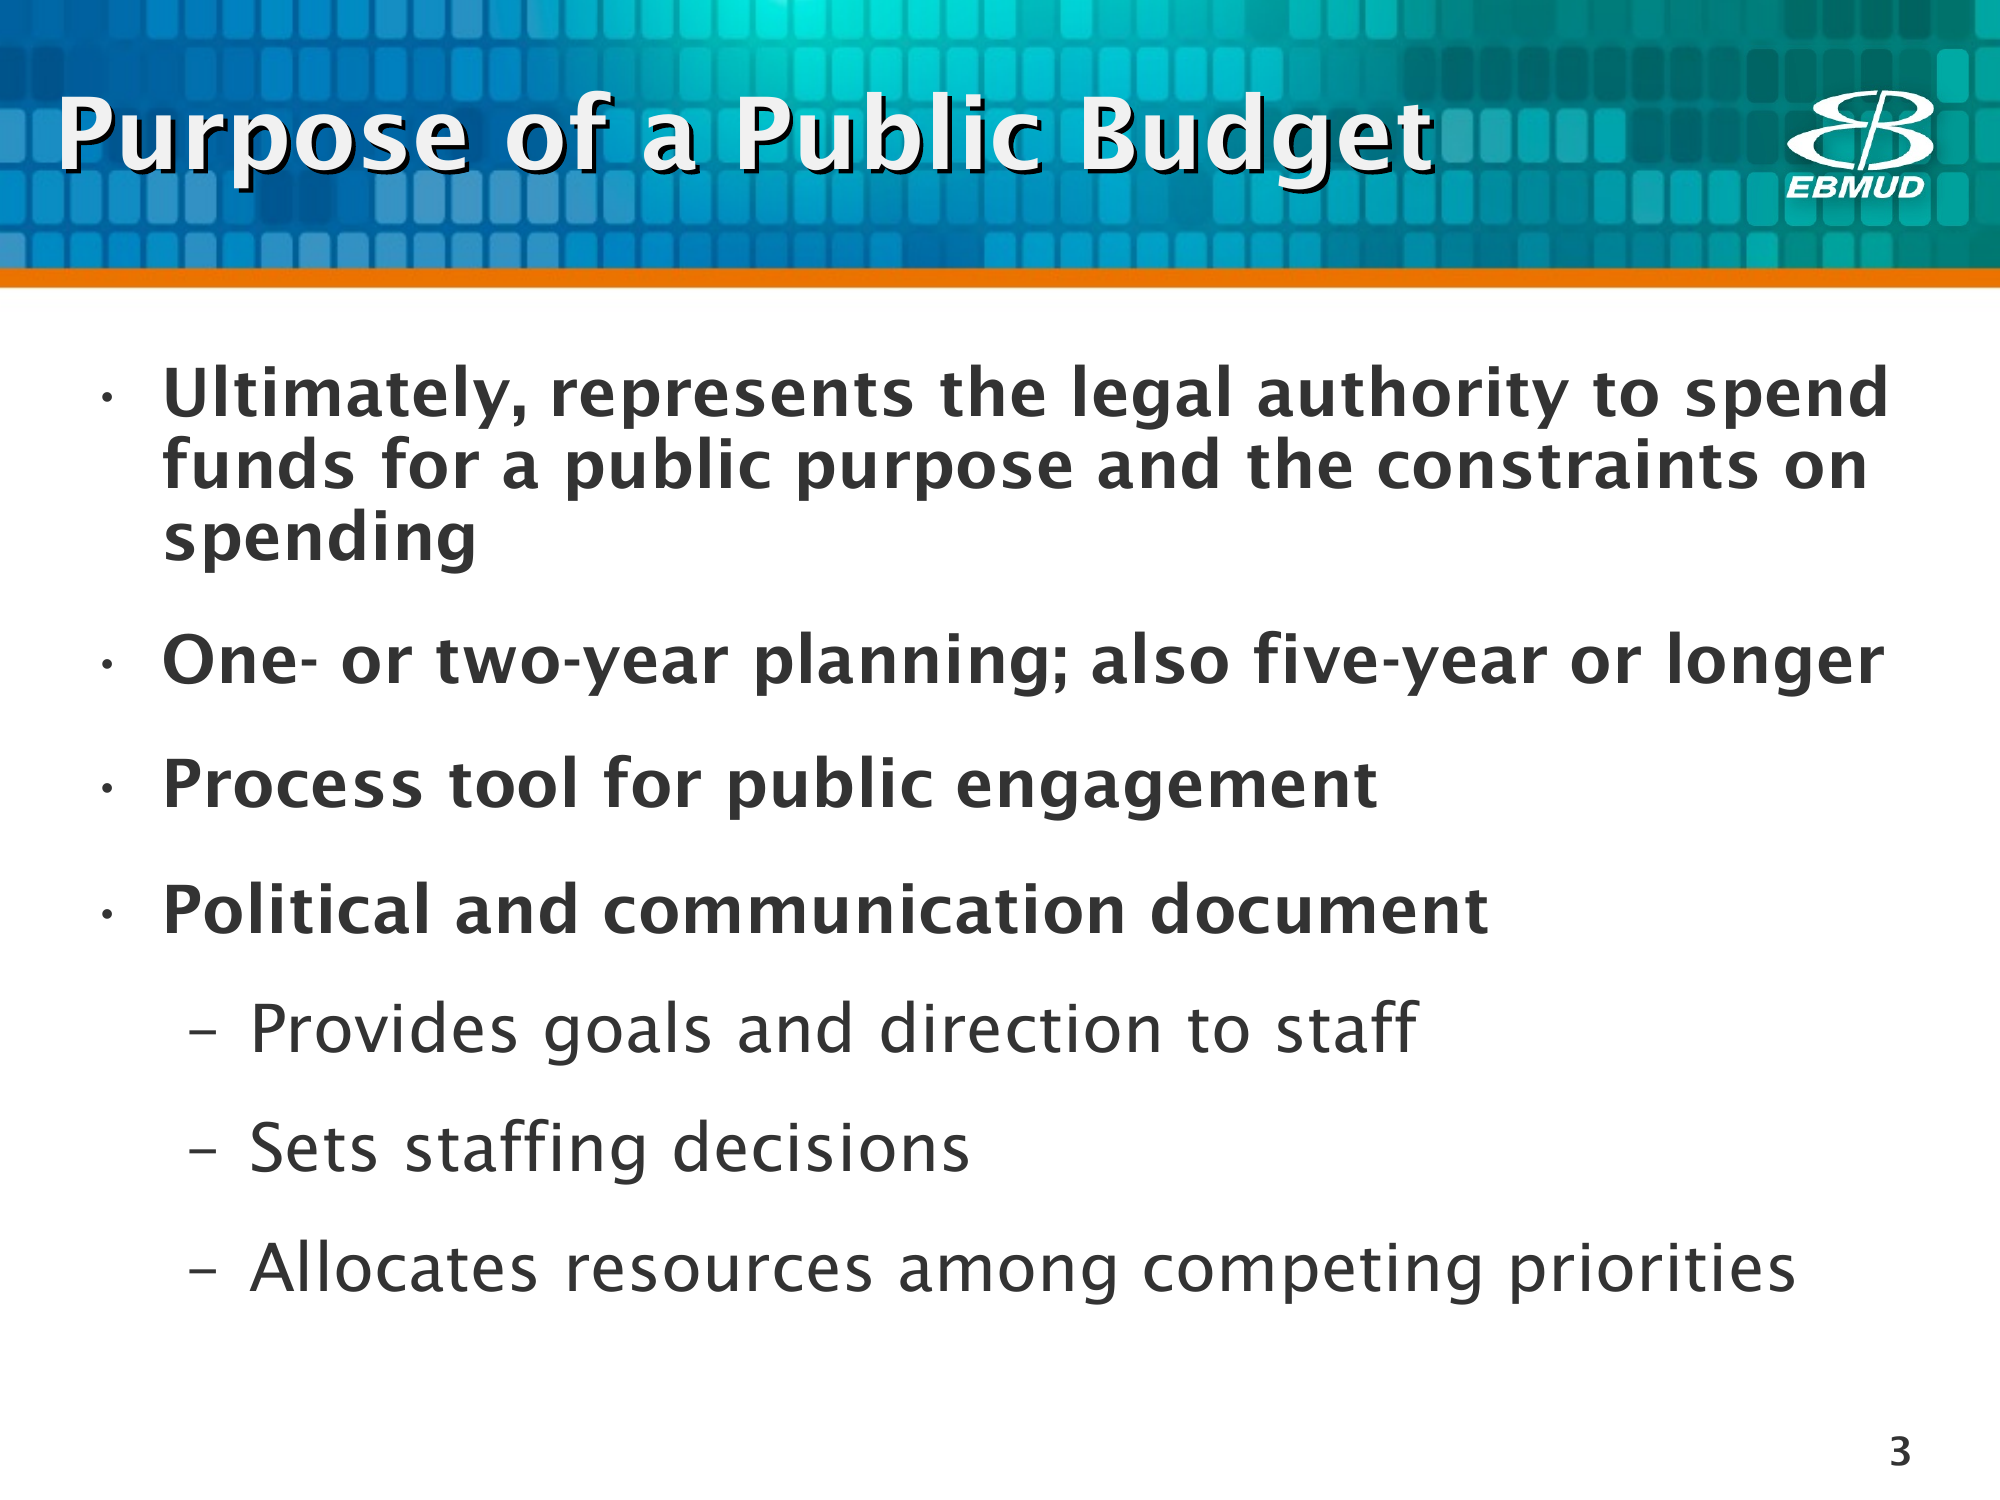 Purpose of a Public Budget
EBMUD
• Ultimately, represents the legal authority to spend
funds for a public purpose and the constraints on
spending
• One- or two-year planning; also five-year or longer
• Process tool for public engagement
• Political and communication document
– Provides goals and direction to staff
– Sets staffing decisions
– Allocates resources among competing priorities
3